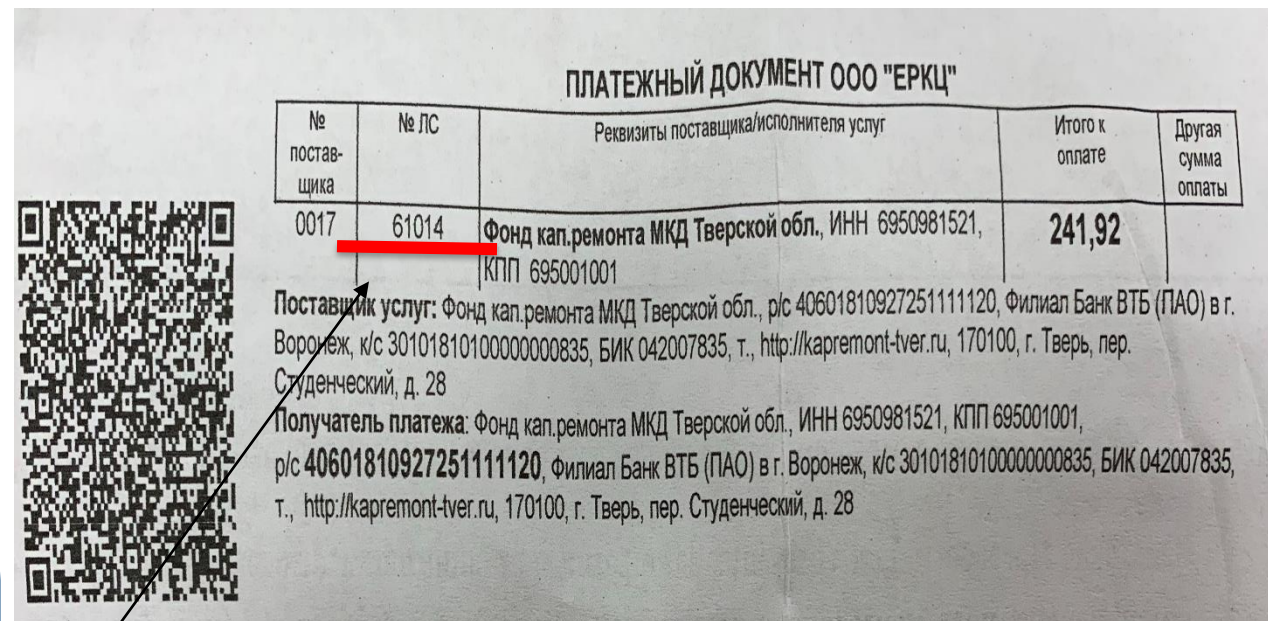 ПЛАТЕЖНЫЙ ДОКУМЕНТ ООО "ЕРКЦ"
№ постав-щика № ЛС Реквизиты поставщика/исполнителя услуг Итого к оплате Другая сумма оплаты
0017 61014 Фонд кап.ремонта МКД Тверской обл., ИНН 6950981521, 241,92
КПП 695001001
Поставщик услуг: Фонд кап.ремонта МКД Тверской обл., р/с 40601810927251111120, Филиал Банк ВТБ (ПАО) в г.
Воронеж, к/с 30101810100000000835, БИК 042007835, т., http://kapremont-tver.ru, 170100, г. Тверь, пер.
Студенческий, д. 28
Получатель платежа: Фонд кап.ремонта МКД Тверской обл., ИНН 6950981521, КПП 695001001,
р/с 40601810927251111120, Филиал Банк ВТБ (ПАО) в г. Воронеж, к/с 30101810100000000835, БИК 042007835,
т., http://kapremont-tver.ru, 170100, г. Тверь, пер. Студенческий, д. 28